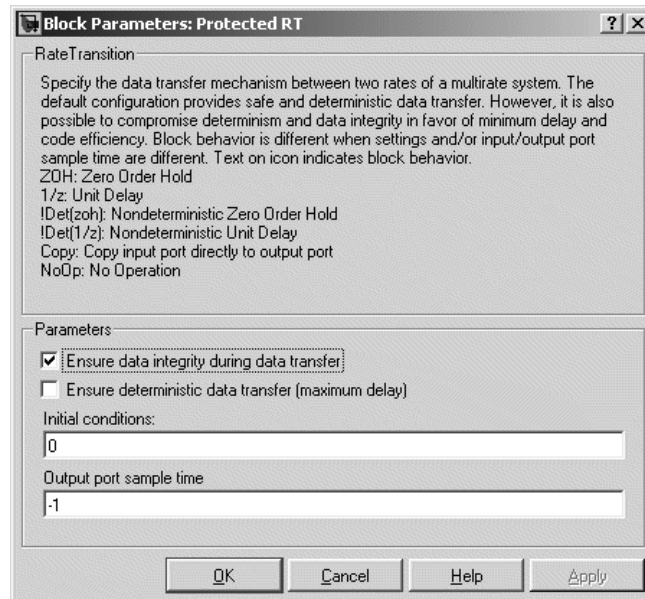 Block Parameters: Protected RT
RateTransition
Specify the data transfer mechanism between two rates of a multirate system. The
default configuration provides safe and deterministic data transfer. However, it is also
possible to compromise determinism and data integrity in favor of minimum delay and
code efficiency. Block behavior is different when settings and/or input/output port
sample time are different. Text on icon indicates block behavior.
ZOH: Zero Order Hold
1/z: Unit Delay
!Det(zoh): Nondeterministic Zero Order Hold
!Det(1/z): Nondeterministic Unit Delay
Copy: Copy input port directly to output port
NoOp: No Operation
Parameters
Ensure data integrity during data transfer
Ensure deterministic data transfer (maximum delay)
Initial conditions:
0
Output port sample time
-1
OK Cancel Help Apply